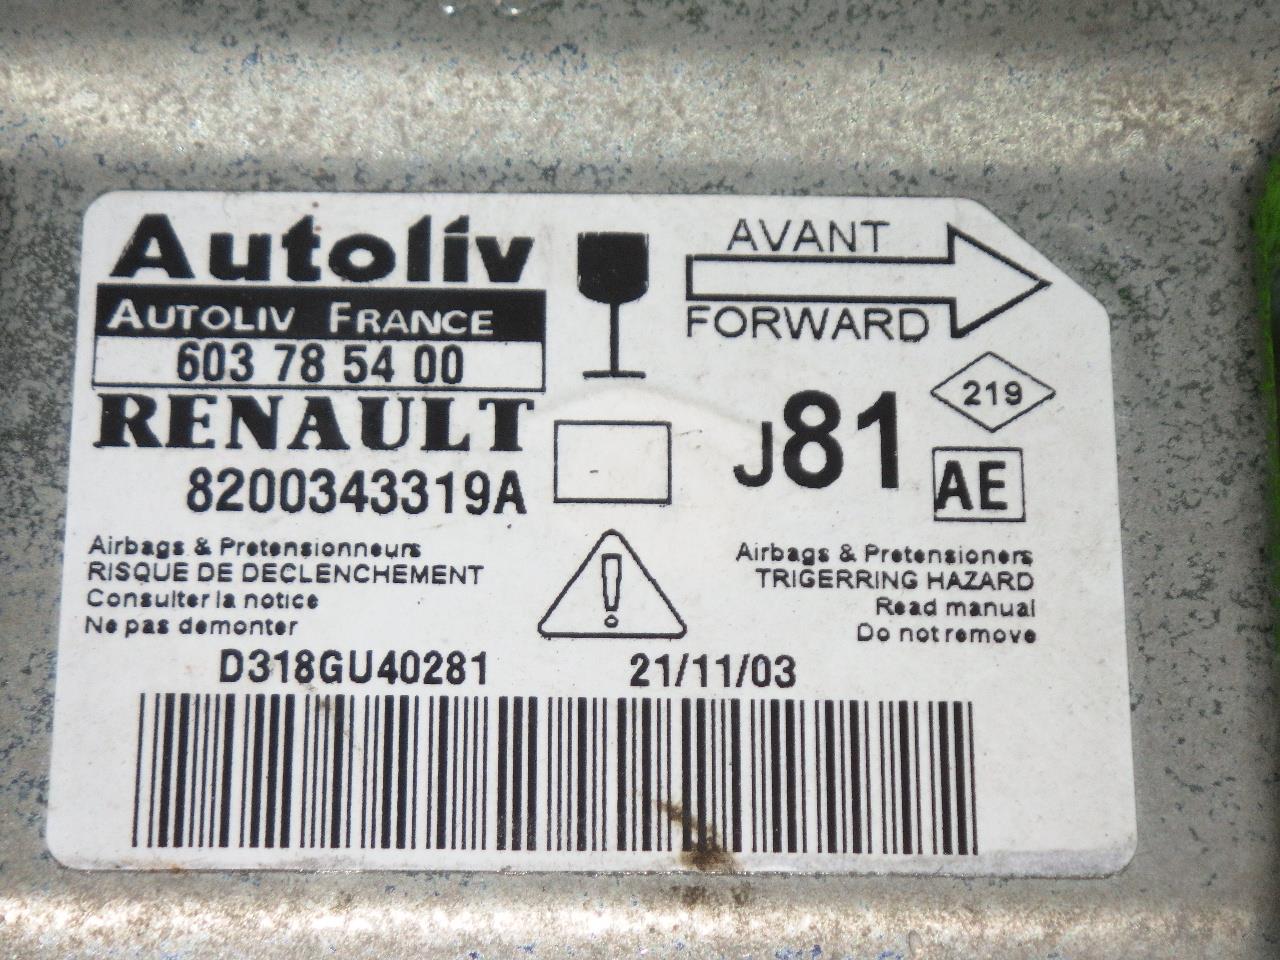 Autoliv
AUTOLIV FRANCE
603 78 54 00
RENAULT
8200343319A
AVANT
FORWARD
J81
219
AE
Airbags & Pretensionneurs
RISQUE DE DECLENCHEMENT
Consulter la notice
Ne pas demonter
Airbags & Pretensioners
TRIGERRING HAZARD
Read manual
Do not remove
D318GU40281 21/11/03